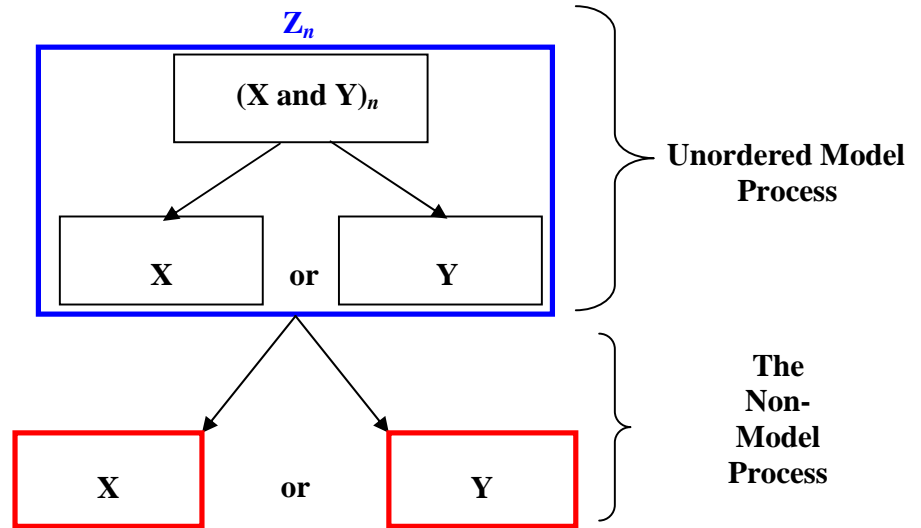 Zn
(X and Y)n
Unordered Model
Process
X or Y
The
Non-
Model
Process
X or Y